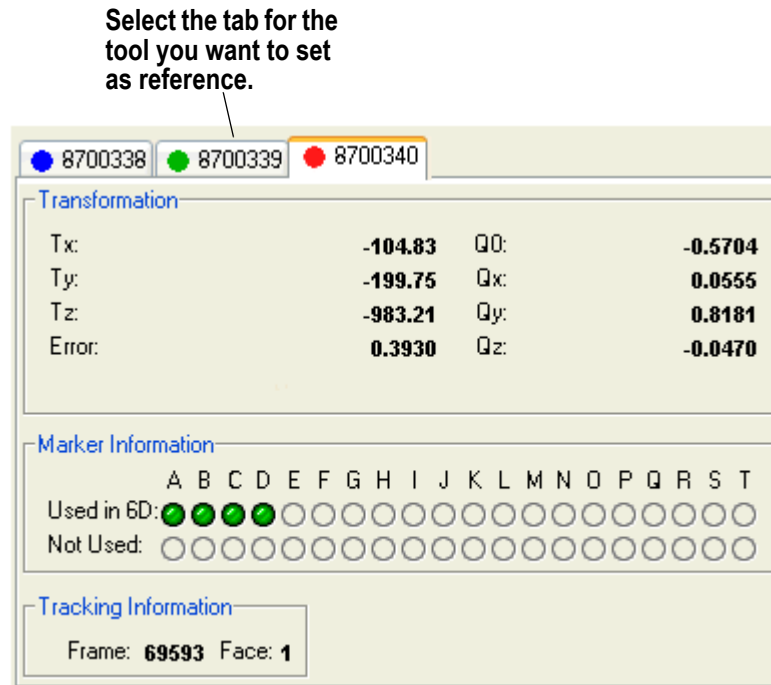 Select the tab for the
tool you want to set
as reference.
8700338 8700339 8700340
Transformation
Tx: -104.83 Q0: -0.5704
Ty: -199.75 Qx: 0.0555
Tz: -983.21 Qy: 0.8181
Error: 0.3930 Qz: -0.0470
Marker Information
A B C D E F G H I J K L M N O P Q R S T
Used in 6D:
Not Used:
Tracking Information
Frame: 69593 Face: 1